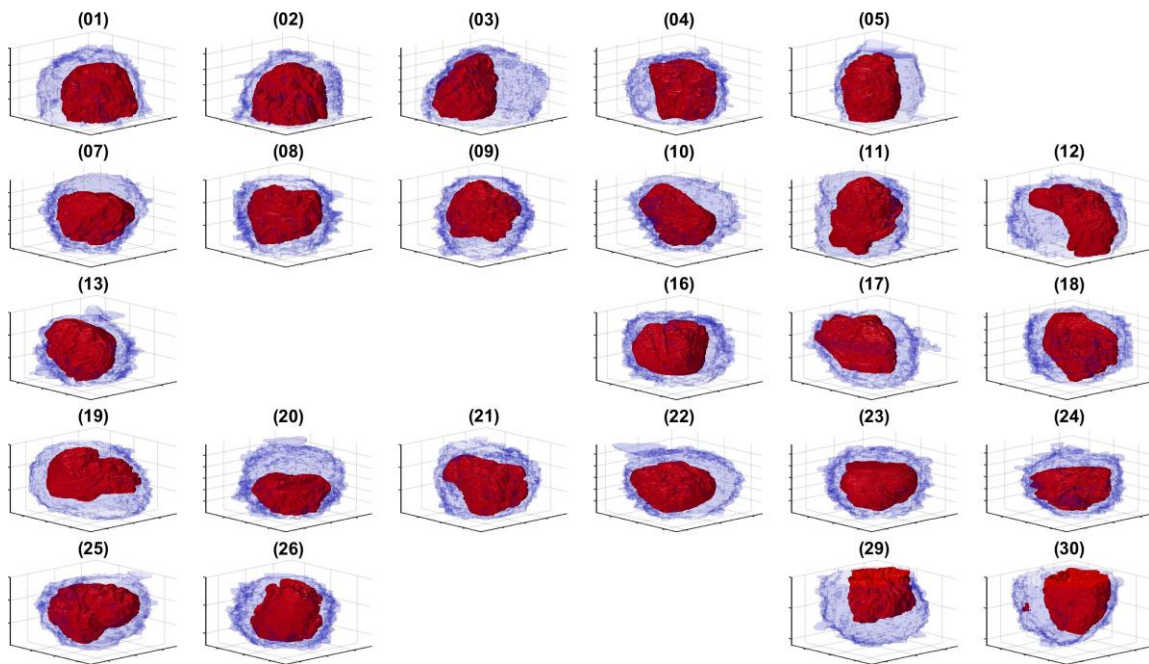 (01) (02) (03) (04) (05)
(07) (08) (09) (10) (11) (12)
(13) (16) (17) (18)
(19) (20) (21) (22) (23) (24)
(25) (26) (29) (30)